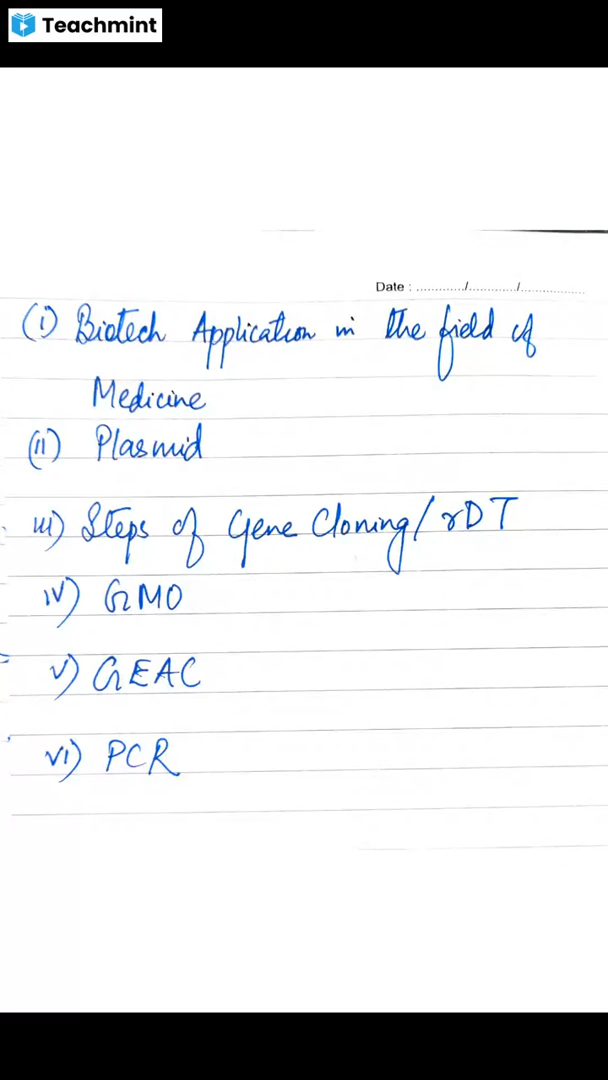 Teachmint
Date : ............/............/...............
(I) Biotech Application in the field of
Medicine
(II) Plasmid
III) Steps of Gene Cloning/rDT
IV) GMO
V) GEAC
VI) PCR